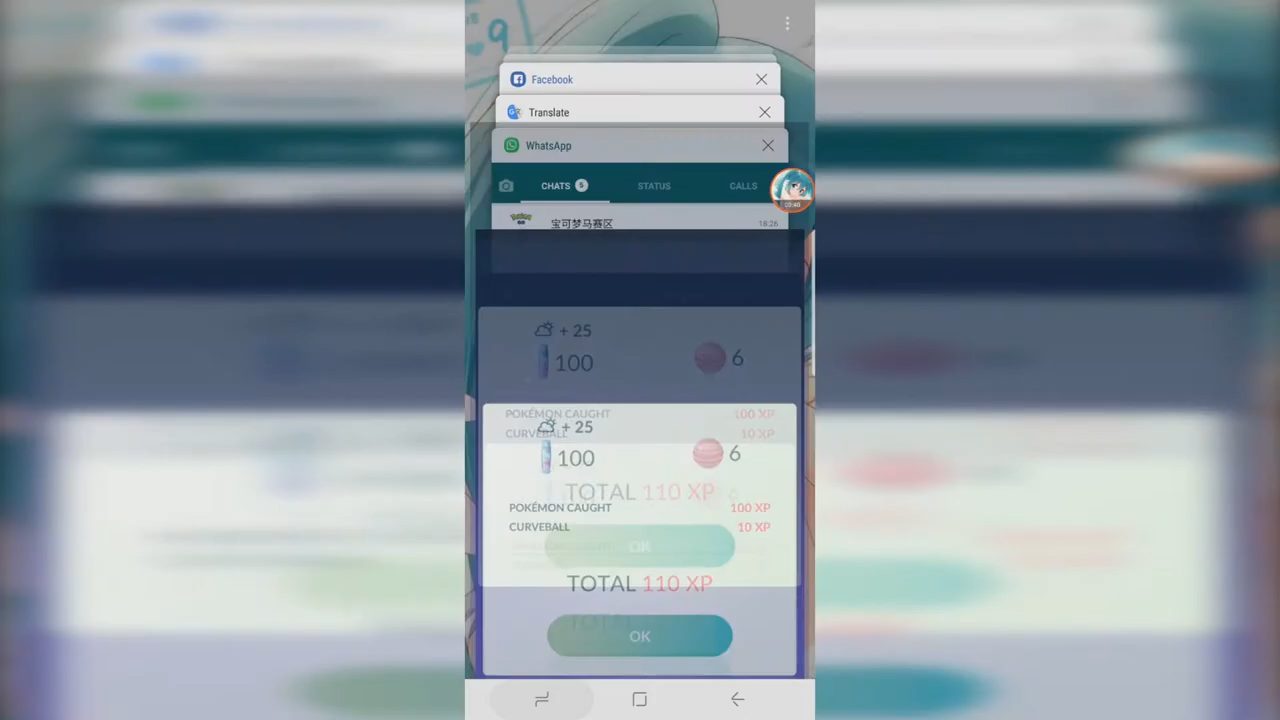 9
Facebook
Translate
WhatsApp
CHATS 5
STATUS
CALLS
宝可梦马赛区
18:26
+ 25
100
6
POKÉMON CAUGHT 100 XP
CURVEBALL 10 XP
+ 25
100
6
TOTAL 110 XP
POKÉMON CAUGHT 100 XP
CURVEBALL 10 XP
OK
TOTAL 110 XP
OK